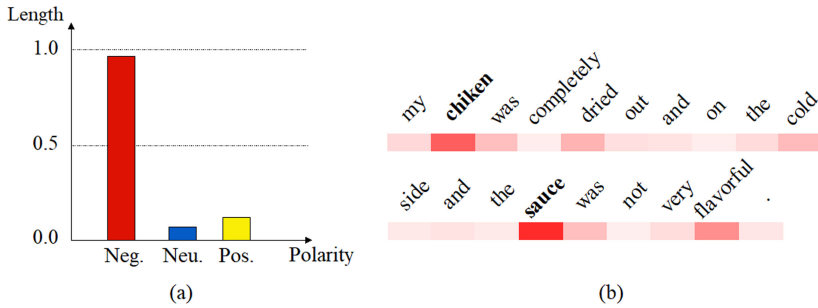 Length
1.0
0.5
0.0
Neg. Neu. Pos. Polarity
(a)
my chiken was completely dried out and on the cold
side and the sauce was not very flavorful .
(b)